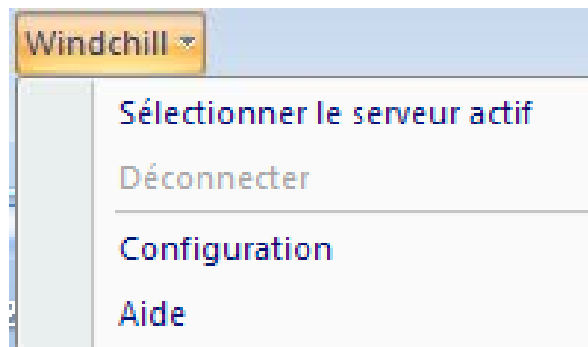 Windchill
Sélectionner le serveur actif
Déconnecter
Configuration
Aide